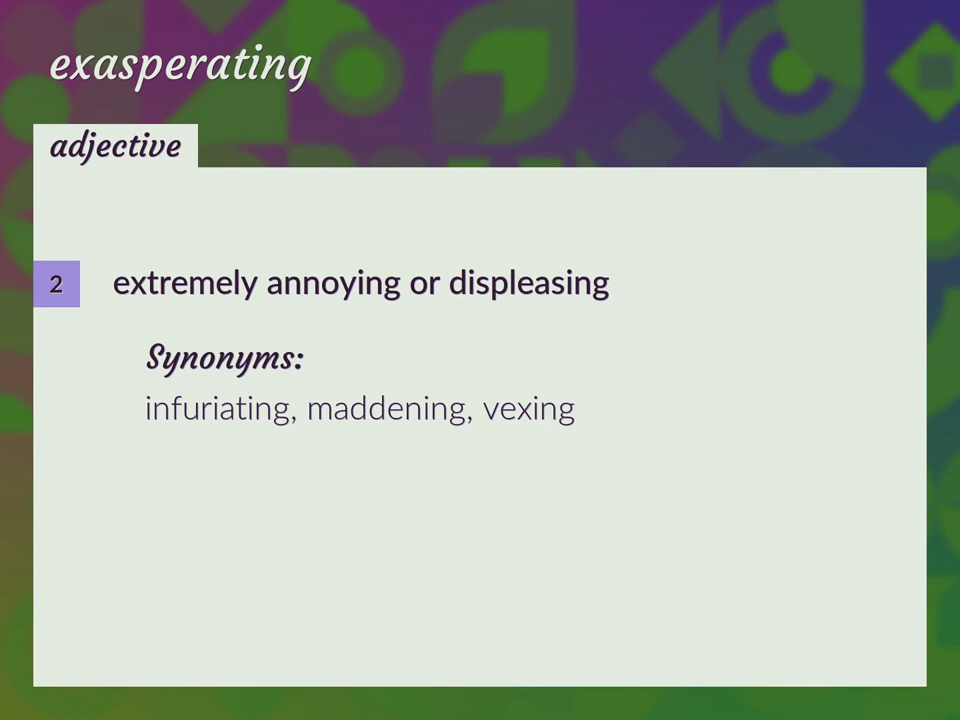 exasperating
adjective
2 extremely annoying or displeasing
Synonyms:
infuriating, maddening, vexing